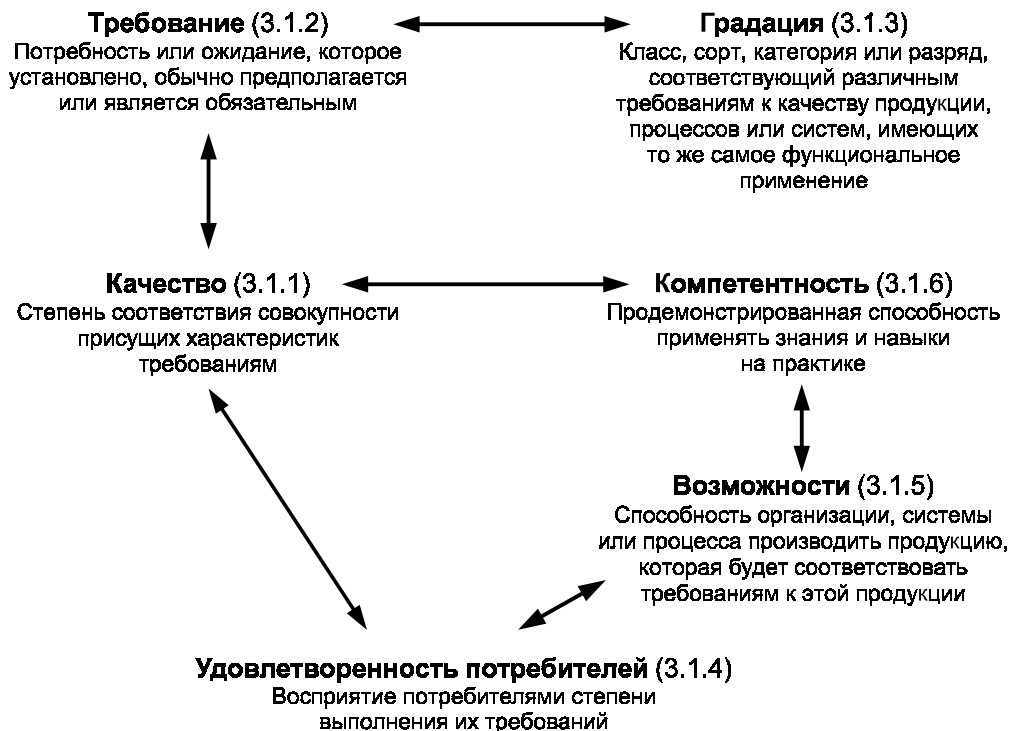 Требование (3.1.2)
Потребность или ожидание, которое
установлено, обычно предполагается
или является обязательным
Градация (3.1.3)
Класс, сорт, категория или разряд,
соответствующий различным
требованиям к качеству продукции,
процессов или систем, имеющих
то же самое функциональное
применение
Качество (3.1.1)
Степень соответствия совокупности
присущих характеристик
требованиям
Компетентность (3.1.6)
Продемонстрированная способность
применять знания и навыки
на практике
Возможности (3.1.5)
Способность организации, системы
или процесса производить продукцию,
которая будет соответствовать
требованиям к этой продукции
Удовлетворенность потребителей (3.1.4)
Восприятие потребителями степени
выполнения их требований